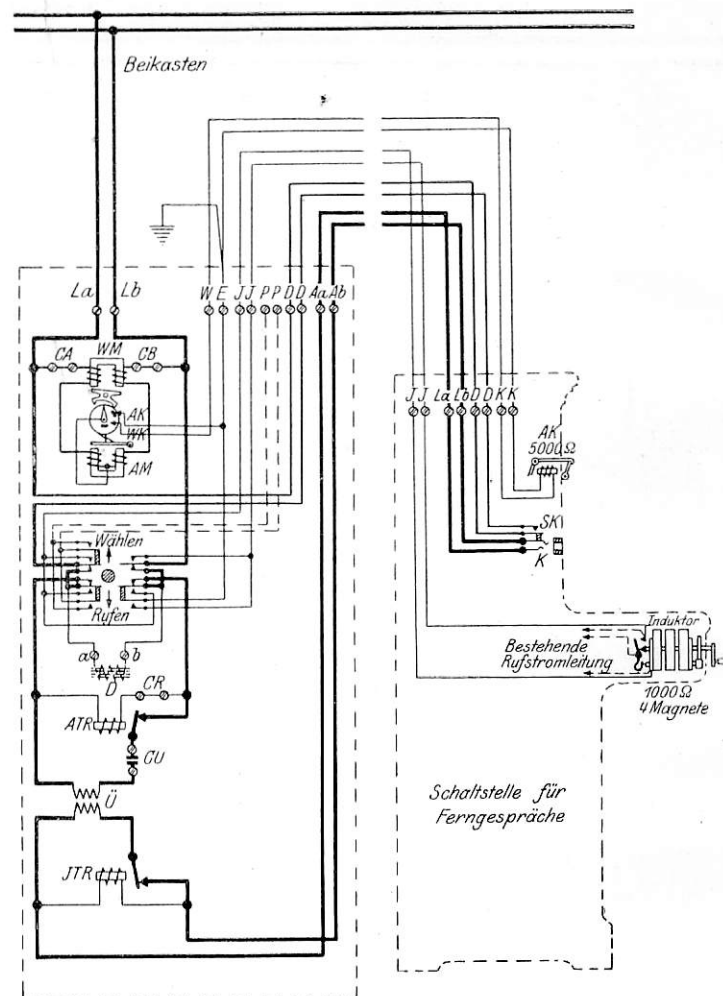 Beikasten
La Lb
W E J J P P D D Aa Ab
CA WM CB
AK
WK
AM
Wählen
Rufen
a b
D
CR
ATR
CU
Ü
JTR
J J La Lb D D K K
AK
5000 Ω
SK
K
Induktor
Bestehende
Rufstromleitung
1000 Ω
4 Magnete
Schaltstelle für
Ferngespräche